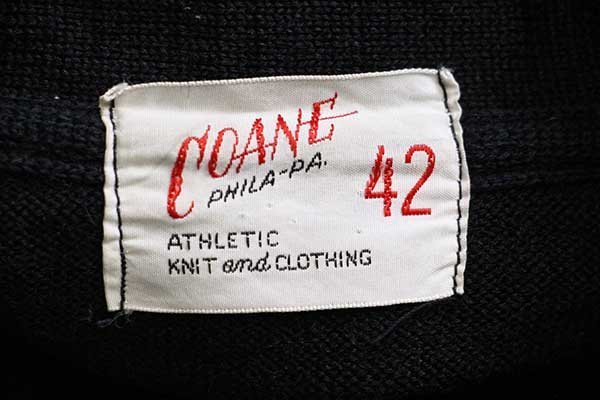 COANE
PHILA-PA.
42
ATHLETIC
KNIT and CLOTHING